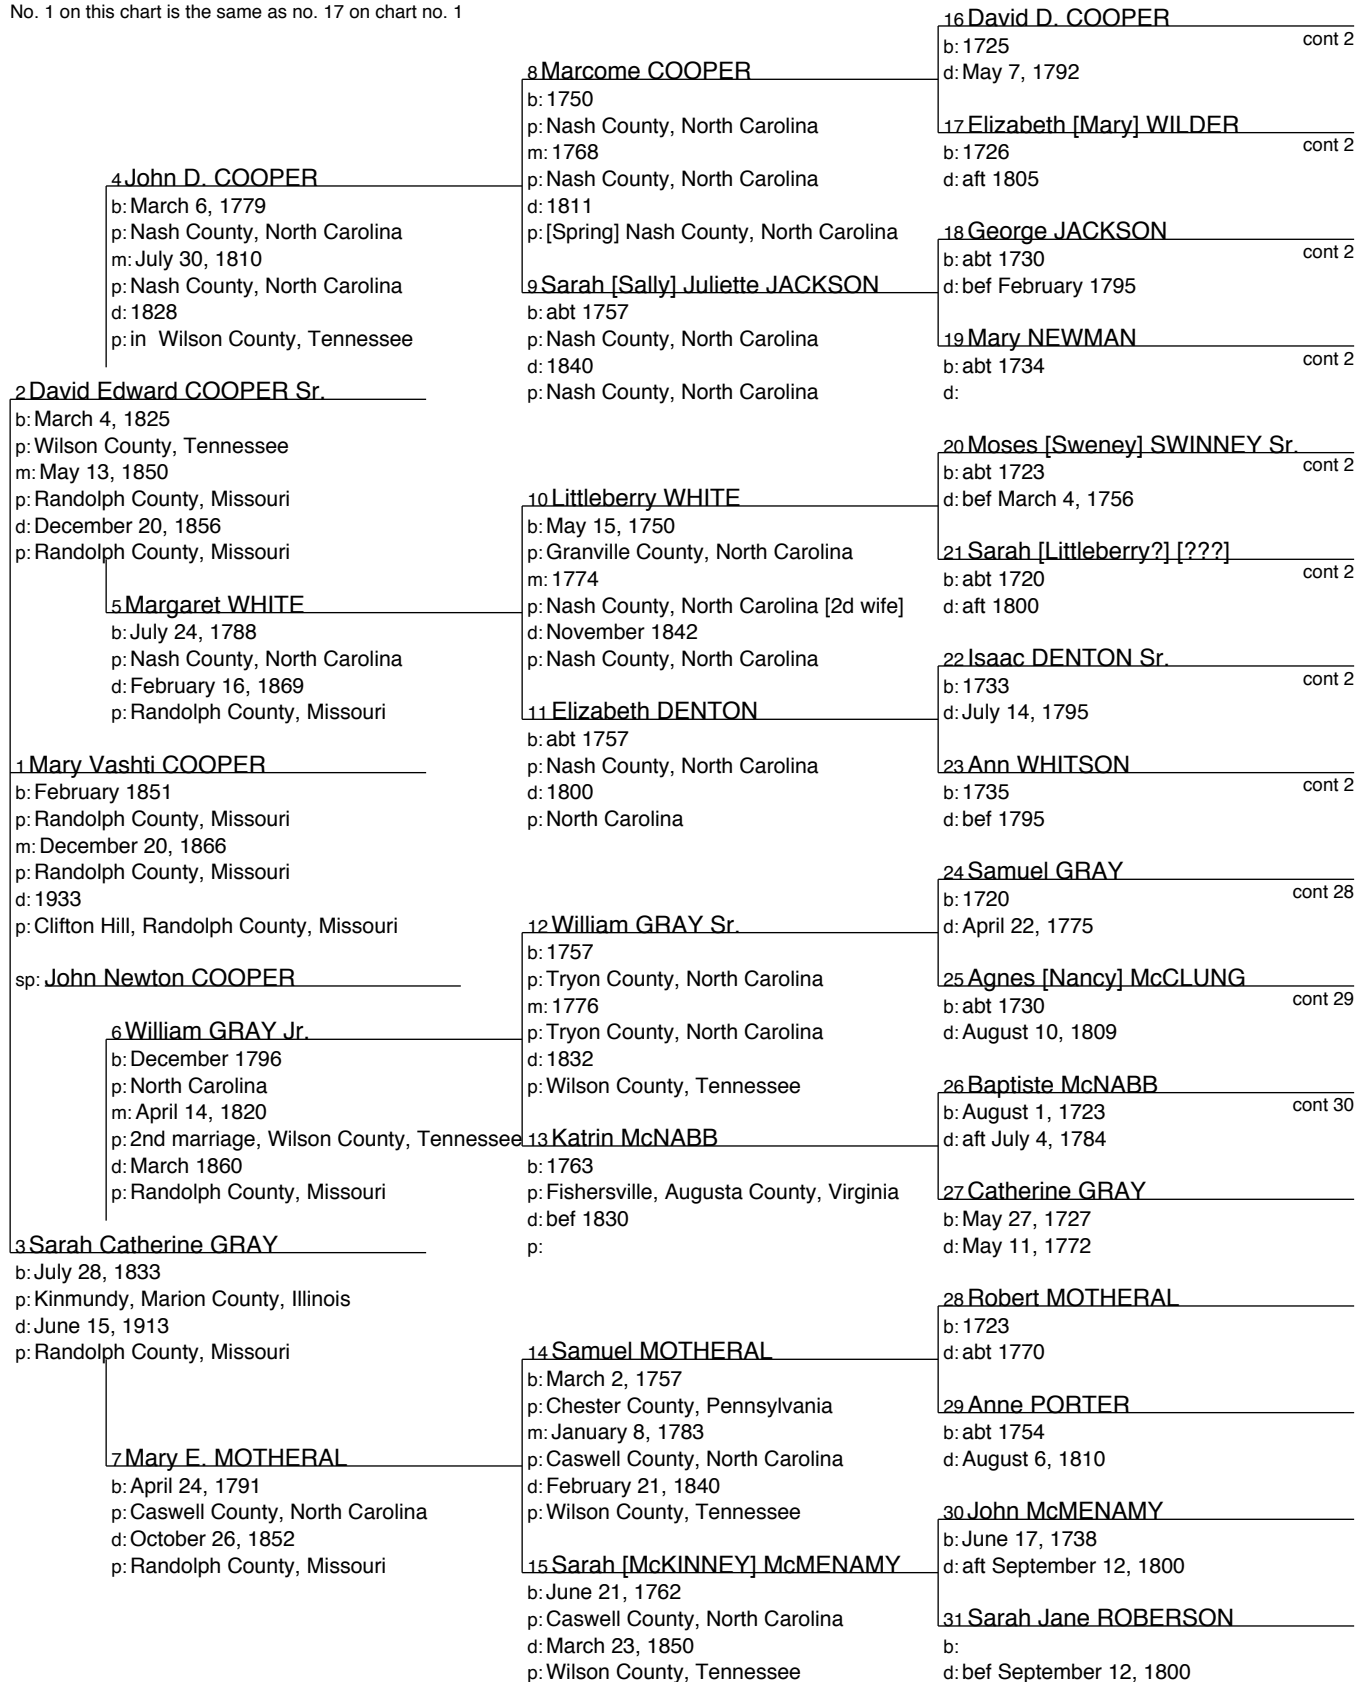 No. 1 on this chart is the same as no. 17 on chart no. 1
2 David Edward COOPER Sr.
b: March 4, 1825
p: Wilson County, Tennessee
m: May 13, 1850
p: Randolph County, Missouri
d: December 20, 1856
p: Randolph County, Missouri
1 Mary Vashti COOPER
b: February 1851
p: Randolph County, Missouri
m: December 20, 1866
p: Randolph County, Missouri
d: 1933
p: Clifton Hill, Randolph County, Missouri
sp: John Newton COOPER
3 Sarah Catherine GRAY
b: July 28, 1833
p: Kinmundy, Marion County, Illinois
d: June 15, 1913
p: Randolph County, Missouri
4 John D. COOPER
b: March 6, 1779
p: Nash County, North Carolina
m: July 30, 1810
p: Nash County, North Carolina
d: 1828
p: in Wilson County, Tennessee
5 Margaret WHITE
b: July 24, 1788
p: Nash County, North Carolina
d: February 16, 1869
p: Randolph County, Missouri
6 William GRAY Jr.
b: December 1796
p: North Carolina
m: April 14, 1820
p: 2nd marriage, Wilson County, Tennessee
d: March 1860
p: Randolph County, Missouri
7 Mary E. MOTHERAL
b: April 24, 1791
p: Caswell County, North Carolina
d: October 26, 1852
p: Randolph County, Missouri
8 Marcome COOPER
b: 1750
p: Nash County, North Carolina
m: 1768
p: Nash County, North Carolina
d: 1811
p: [Spring] Nash County, North Carolina
9 Sarah [Sally] Juliette JACKSON
b: abt 1757
p: Nash County, North Carolina
d: 1840
p: Nash County, North Carolina
10 Littleberry WHITE
b: May 15, 1750
p: Granville County, North Carolina
m: 1774
p: Nash County, North Carolina [2d wife]
d: November 1842
p: Nash County, North Carolina
11 Elizabeth DENTON
b: abt 1757
p: Nash County, North Carolina
d: 1800
p: North Carolina
12 William GRAY Sr.
b: 1757
p: Tryon County, North Carolina
m: 1776
p: Tryon County, North Carolina
d: 1832
p: Wilson County, Tennessee
13 Katrin McNABB
b: 1763
p: Fishersville, Augusta County, Virginia
d: bef 1830
p:
14 Samuel MOTHERAL
b: March 2, 1757
p: Chester County, Pennsylvania
m: January 8, 1783
p: Caswell County, North Carolina
d: February 21, 1840
p: Wilson County, Tennessee
15 Sarah [McKINNEY] McMENAMY
b: June 21, 1762
p: Caswell County, North Carolina
d: March 23, 1850
p: Wilson County, Tennessee
16 David D. COOPER
cont 2
b: 1725
d: May 7, 1792
17 Elizabeth [Mary] WILDER
cont 2
b: 1726
d: aft 1805
18 George JACKSON
cont 2
b: abt 1730
d: bef February 1795
19 Mary NEWMAN
cont 2
b: abt 1734
d:
20 Moses [Sweney] SWINNEY Sr.
cont 2
b: abt 1723
d: bef March 4, 1756
21 Sarah [Littleberry?] [???]
cont 2
b: abt 1720
d: aft 1800
22 Isaac DENTON Sr.
cont 2
b: 1733
d: July 14, 1795
23 Ann WHITSON
cont 2
b: 1735
d: bef 1795
24 Samuel GRAY
cont 28
b: 1720
d: April 22, 1775
25 Agnes [Nancy] McCLUNG
cont 29
b: abt 1730
d: August 10, 1809
26 Baptiste McNABB
cont 30
b: August 1, 1723
d: aft July 4, 1784
27 Catherine GRAY
b: May 27, 1727
d: May 11, 1772
28 Robert MOTHERAL
b: 1723
d: abt 1770
29 Anne PORTER
b: abt 1754
d: August 6, 1810
30 John McMENAMY
b: June 17, 1738
d: aft September 12, 1800
31 Sarah Jane ROBERSON
b:
d: bef September 12, 1800